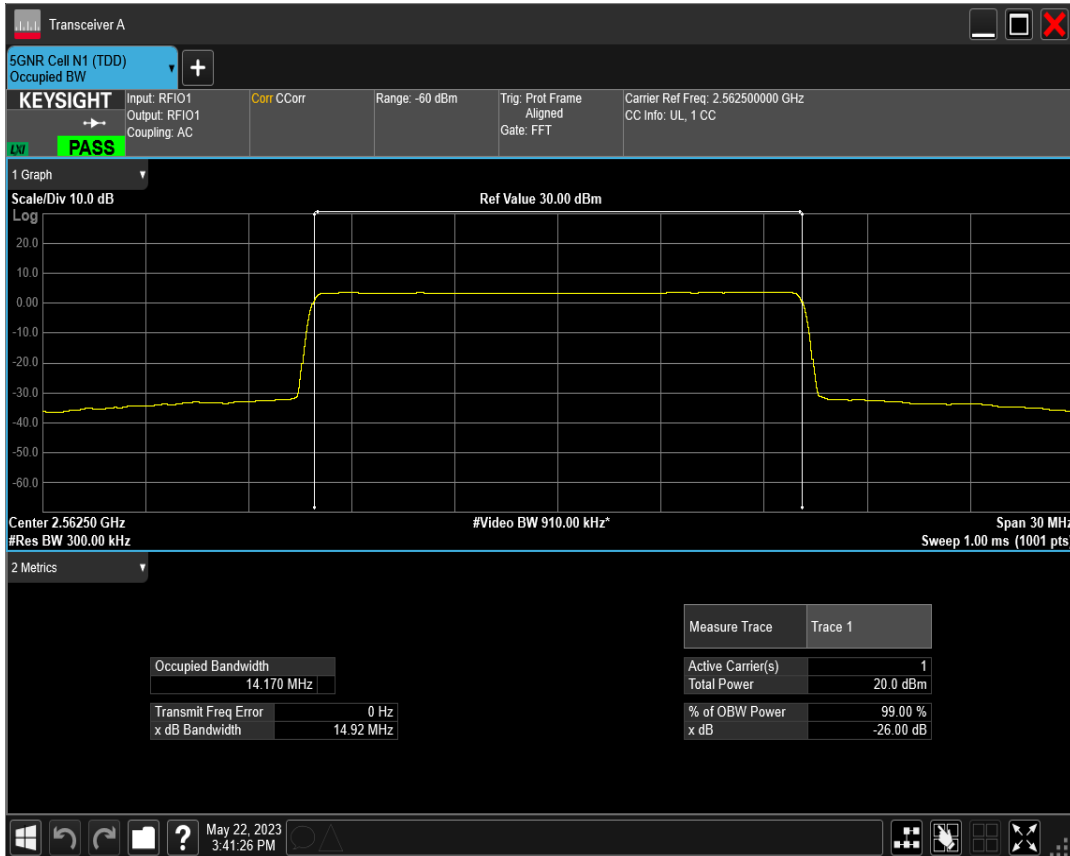 Transceiver A
5GNR Cell N1 (TDD)
Occupied BW
+
KEYSIGHT
LXI
PASS
Input: RFIO1
Output: RFIO1
Coupling: AC
Corr CCorr
Range: -60 dBm
Trig: Prot Frame
Aligned
Gate: FFT
Carrier Ref Freq: 2.562500000 GHz
CC Info: UL, 1 CC
1 Graph
Scale/Div 10.0 dB
Ref Value 30.00 dBm
Log
20.0
10.0
0.00
-10.0
-20.0
-30.0
-40.0
-50.0
-60.0
Center 2.56250 GHz
#Video BW 910.00 kHz*
Span 30 MHz
#Res BW 300.00 kHz
Sweep 1.00 ms (1001 pts)
2 Metrics
Measure Trace Trace 1
Occupied Bandwidth
14.170 MHz
Transmit Freq Error 0 Hz
x dB Bandwidth 14.92 MHz
Active Carrier(s) 1
Total Power 20.0 dBm
% of OBW Power 99.00 %
x dB -26.00 dB
?
May 22, 2023
3:41:26 PM